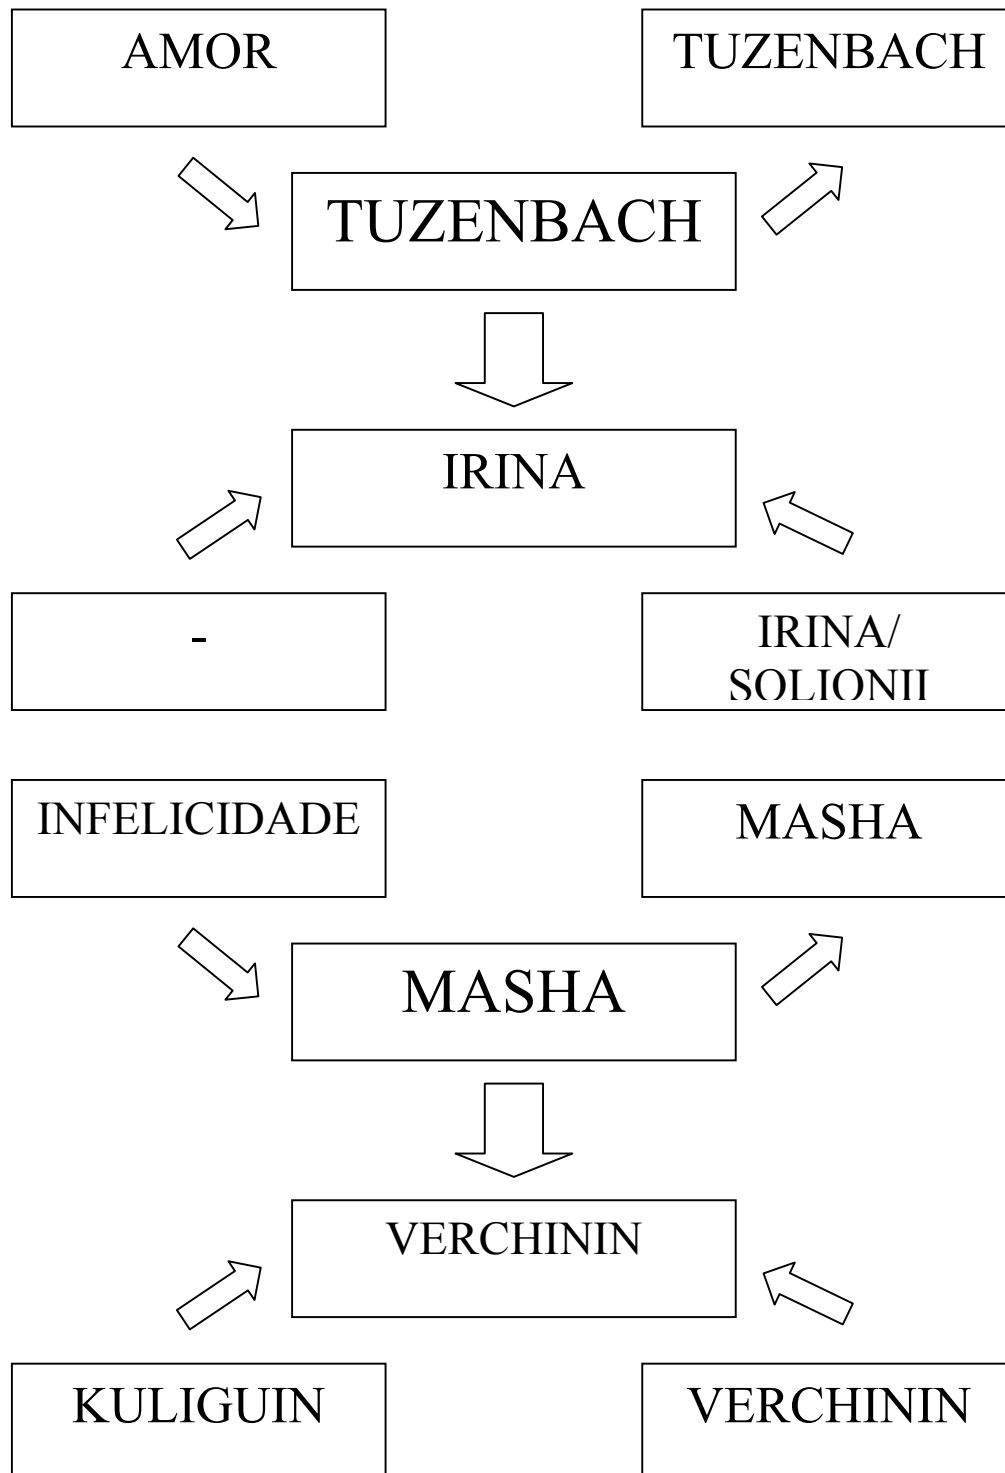 AMOR
TUZENBACH
TUZENBACH
IRINA
-
IRINA/
SOLIONII
INFELICIDADE
MASHA
MASHA
VERCHININ
KULIGUIN
VERCHININ